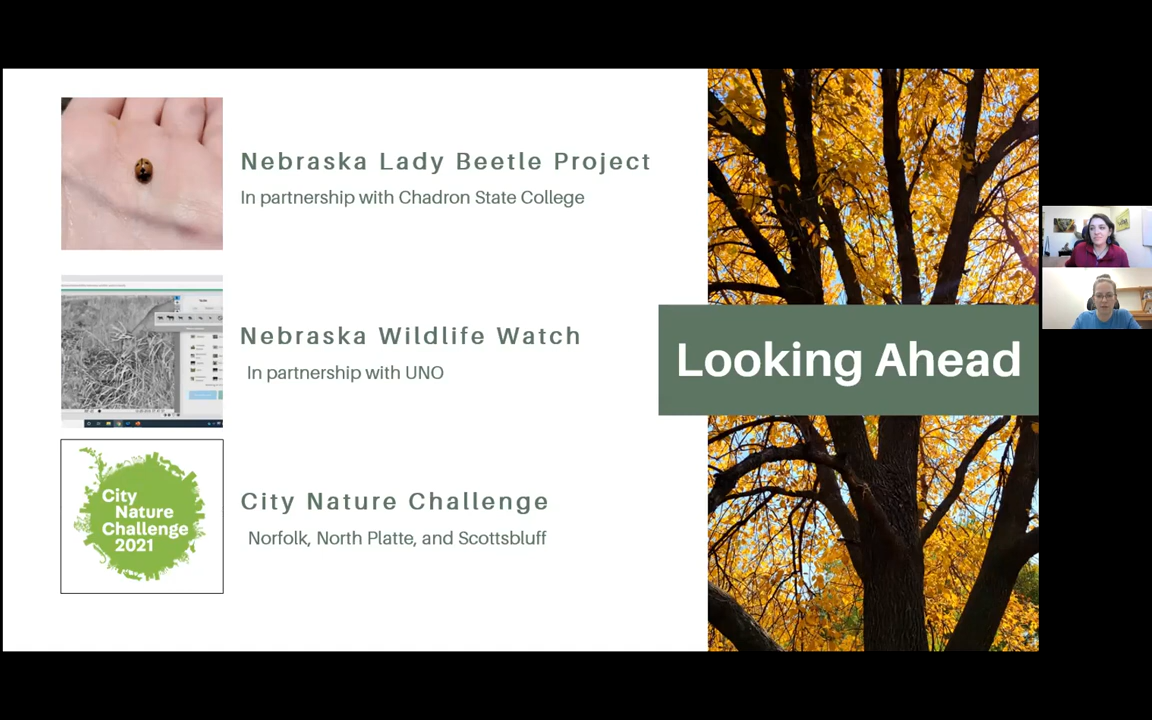 Nebraska Lady Beetle Project
In partnership with Chadron State College
Nebraska Wildlife Watch
In partnership with UNO
City
Nature
Challenge
2021
City Nature Challenge
Norfolk, North Platte, and Scottsbluff
Looking Ahead